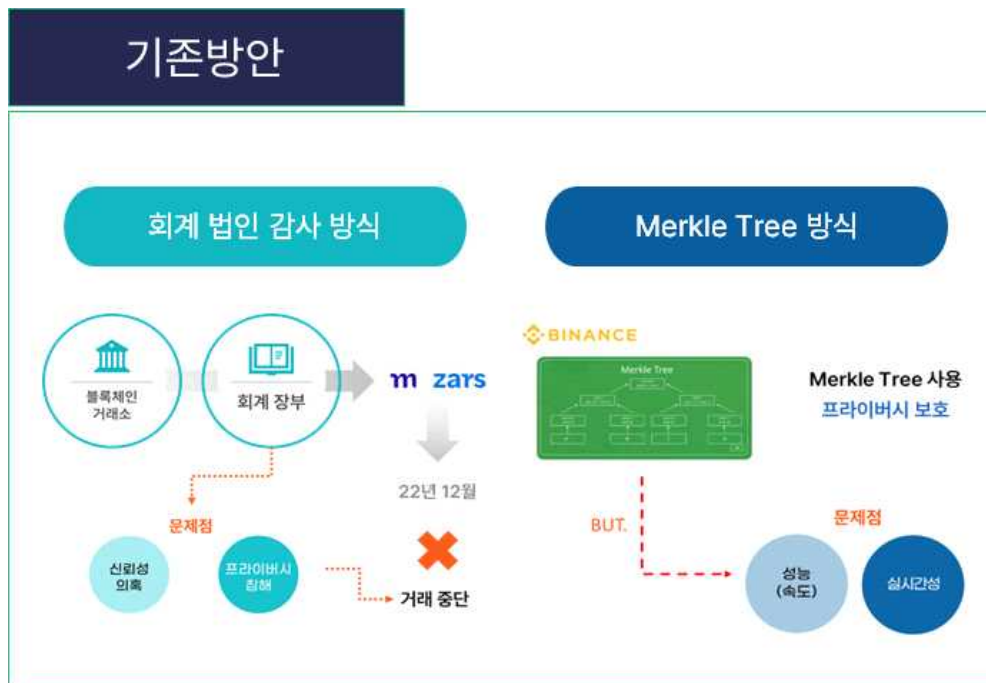 기존방안
회계 법인 감사 방식
Merkle Tree 방식
블록체인
거래소
회계 장부
m zars
22년 12월
문제점
신뢰성
의혹
프라이버시
침해
거래 중단
BINANCE
Merkle Tree
Merkle Tree 사용
프라이버시 보호
BUT.
문제점
성능
(속도)
실시간성